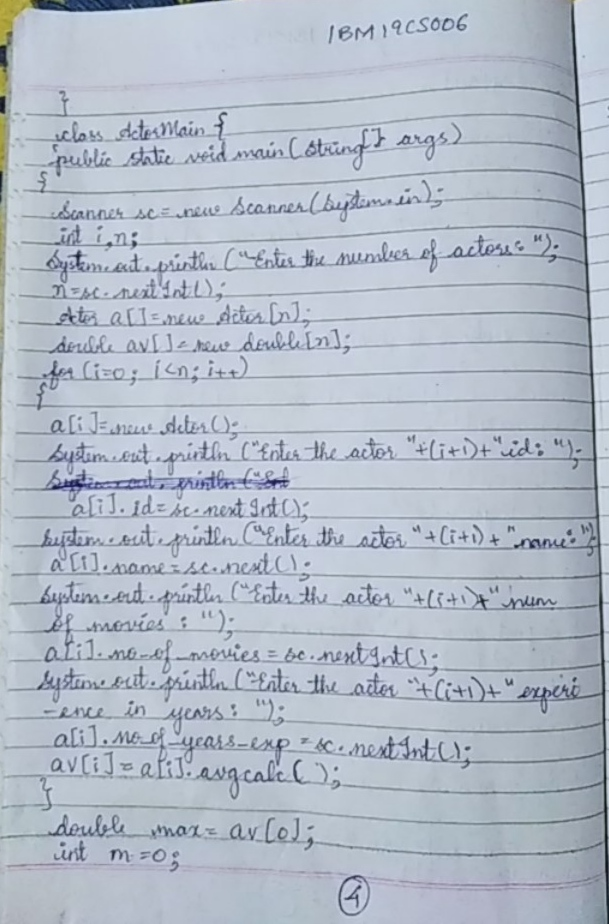 1BM19CS006
}
class ActorMain {
public static void main(String[] args)
{
Scanner sc = new Scanner(System.in);
int i,n;
System.out.println("Enter the number of actors: ");
n=sc.nextInt();
Actor a[]=new Actor[n];
double av[]=new double[n];
for (i=0; i<n; i++)
{
a[i]=new Actor();
System.out.println("Enter the actor "+(i+1)+"id: ");
System.out.println("Ent
a[i].id=sc.nextInt();
System.out.println("Enter the actor "+(i+1)+"name: ");
a[i].name=sc.next();
System.out.println("Enter the actor "+(i+1)+" num
of movies : ");
a[i].no_of_movies = sc.nextInt();
System.out.println("Enter the actor "+(i+1)+" experi
-ence in years: ");
a[i].no_of_years_exp = sc.nextInt();
av[i]=a[i].avgcalc( );
}
double max= av[0];
int m =0;
4